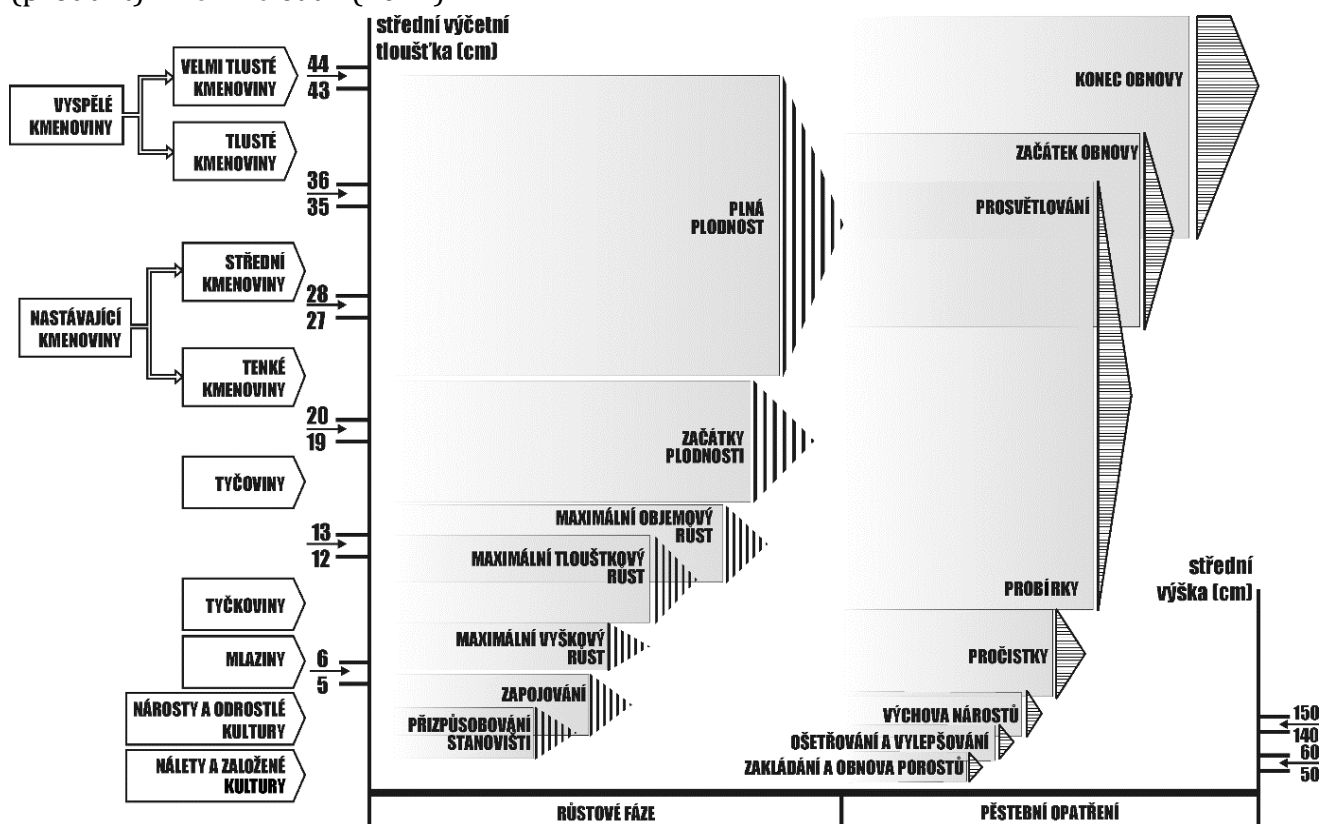 střední výčetní
tloušťka (cm)
VYSPĚLÉ
KMENOVINY
VELMI TLUSTÉ
KMENOVINY
TLUSTÉ
KMENOVINY
NASTÁVAJÍCÍ
KMENOVINY
STŘEDNÍ
KMENOVINY
TENKÉ
KMENOVINY
TYČOVINY
TYČKOVINY
MLAZINY
NÁROSTY A ODROSTLÉ
KULTURY
NÁLETY A ZALOŽENÉ
KULTURY
44
43
36
35
28
27
20
19
13
12
6
5
PLNÁ
PLODNOST
ZAČÁTKY
PLODNOSTI
MAXIMÁLNÍ OBJEMOVÝ
RŮST
MAXIMÁLNÍ TLOUŠTKOVÝ
RŮST
MAXIMÁLNÍ VYŠKOVÝ
RŮST
ZAPOJOVÁNÍ
PŘIZPŮSOBOVÁNÍ
STANOVIŠTI
KONEC OBNOVY
ZAČÁTEK OBNOVY
PROSVĚTLOVÁNÍ
PROBÍRKY
PROČISTKY
VÝCHOVA NÁROSTŮ
OŠETŘOVÁNÍ A VYLEPŠOVÁNÍ
ZAKLÁDÁNÍ A OBNOVA POROSTŮ
střední
výška (cm)
150
140
60
50
RŮSTOVÉ FÁZE
PĚSTEBNÍ OPATŘENÍ